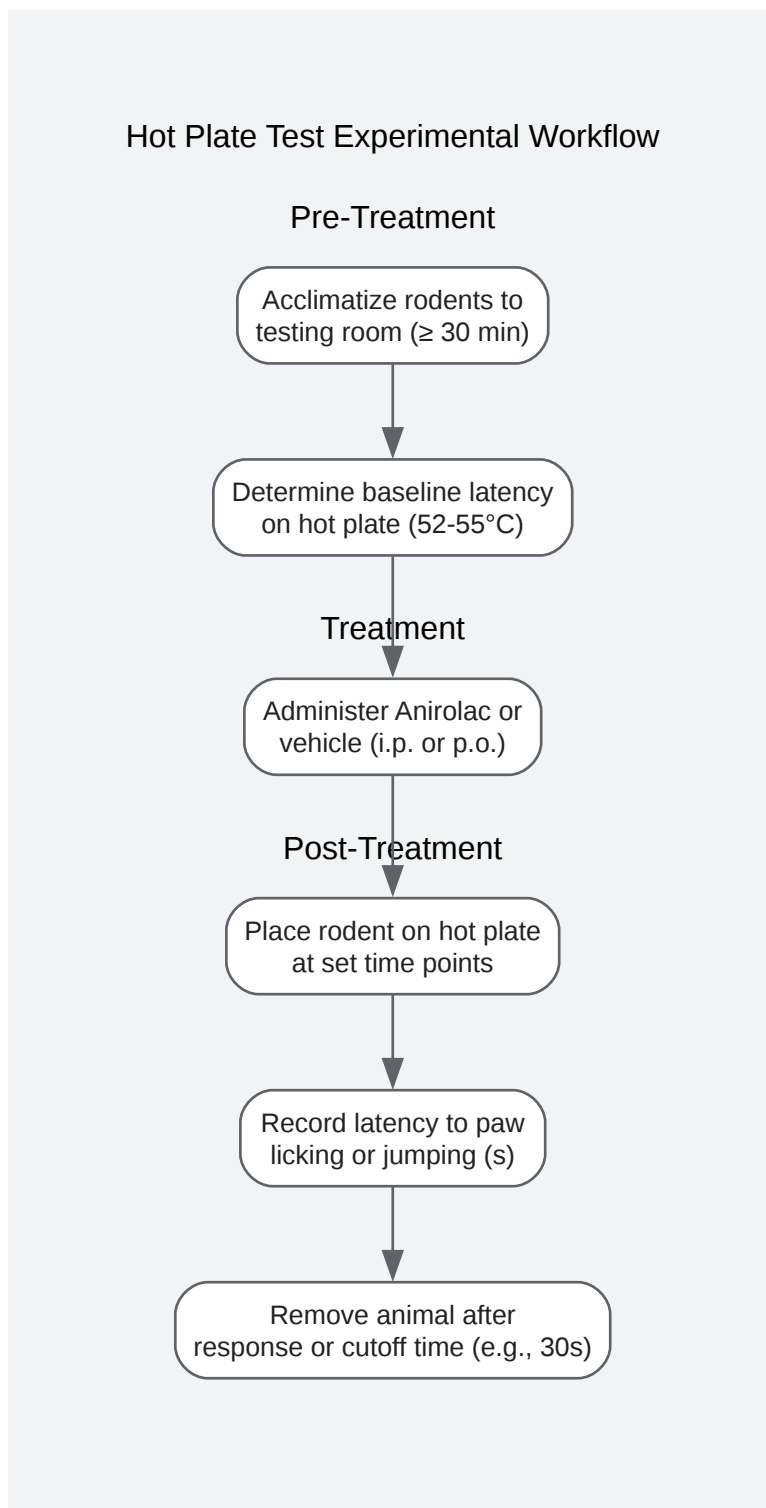 Hot Plate Test Experimental Workflow
Pre-Treatment
Acclimatize rodents to
testing room (≥ 30 min)
Determine baseline latency
on hot plate (52-55°C)
Treatment
Administer Anirolac or
vehicle (i.p. or p.o.)
Post-Treatment
Place rodent on hot plate
at set time points
Record latency to paw
licking or jumping (s)
Remove animal after
response or cutoff time (e.g., 30s)